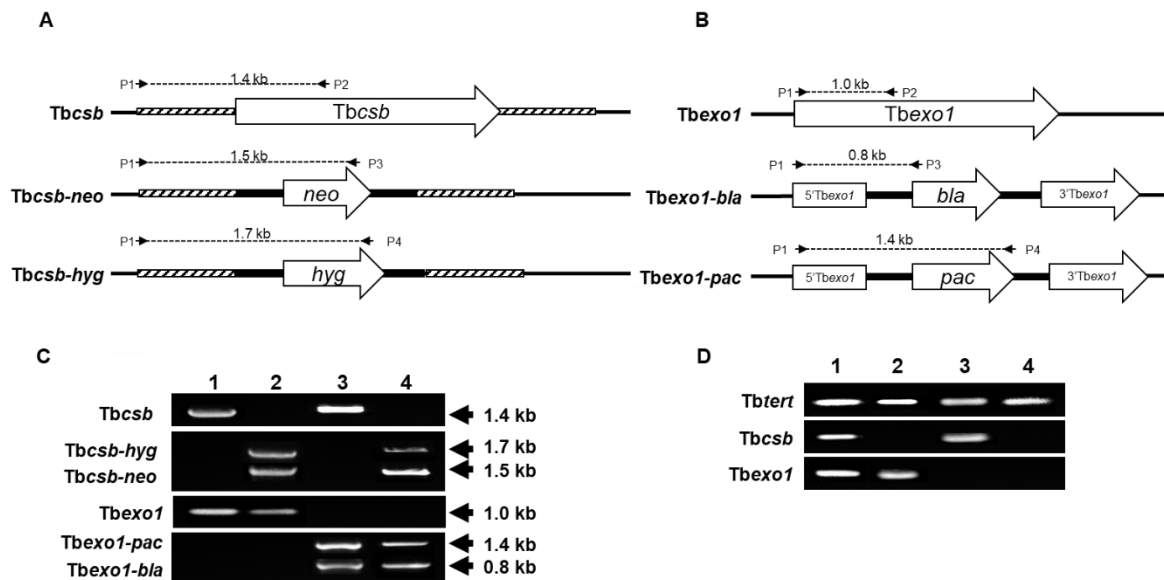 A
B
P1 1.4 kb P2
Tbcsb Tbcsb
P1 1.5 kb P3
Tbcsb-neo neo
P1 1.7 kb P4
Tbcsb-hyg hyg
P1 1.0 kb P2
Tbexo1 Tbexo1
P1 0.8 kb P3
Tbexo1-bla 5'Tbexo1 bla 3'Tbexo1
P1 1.4 kb P4
Tbexo1-pac 5'Tbexo1 pac 3'Tbexo1
C
1 2 3 4
Tbcsb 1.4 kb
Tbcsb-hyg 1.7 kb
Tbcsb-neo 1.5 kb
Tbexo1 1.0 kb
Tbexo1-pac 1.4 kb
Tbexo1-bla 0.8 kb
D
1 2 3 4
Tbtert
Tbcsb
Tbexo1